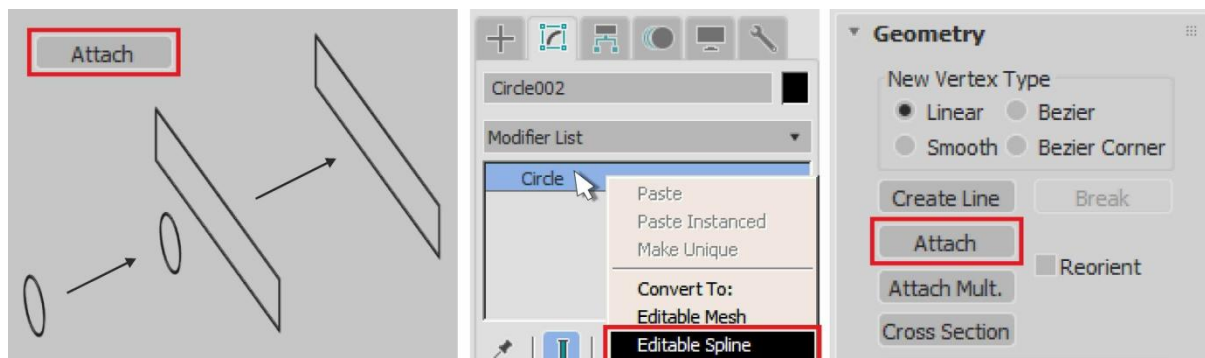 Attach
Circle002
Modifier List
Circle
Paste
Paste Instanced
Make Unique
Convert To:
Editable Mesh
Editable Spline
Geometry
New Vertex Type
Linear Bezier
Smooth Bezier Corner
Create Line Break
Attach
Reorient
Attach Mult.
Cross Section